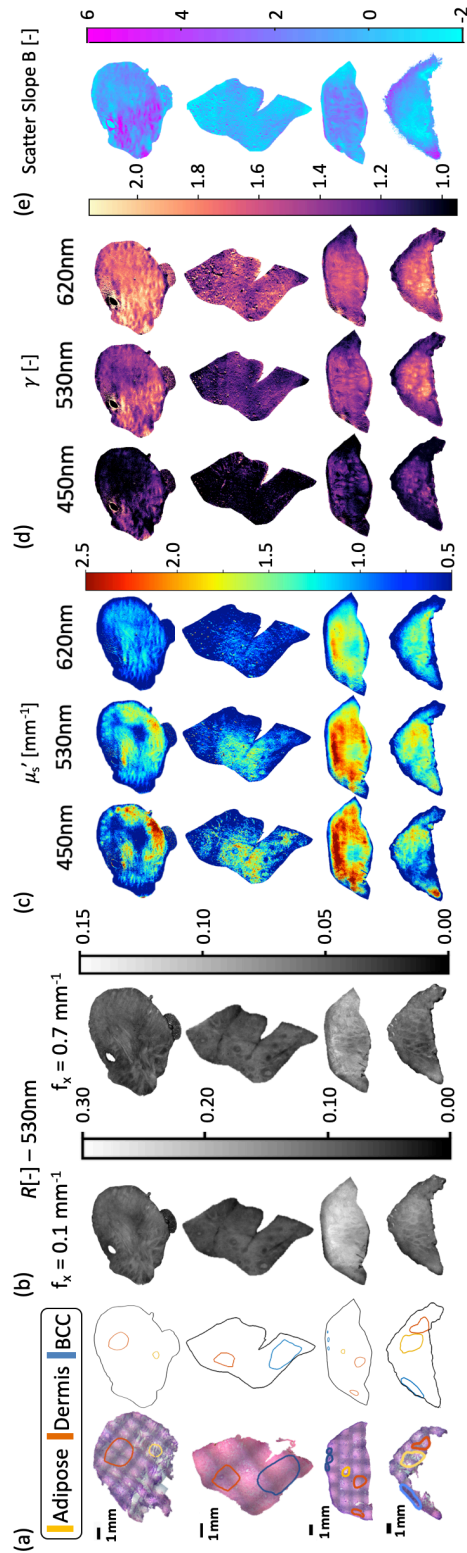 (a)
Adipose Dermis BCC
1mm
1mm
1mm
1mm
(b) R[-] – 530nm
fx = 0.1 mm-1 fx = 0.7 mm-1
0.30
0.20
0.10
0.00
0.15
0.10
0.05
0.00
(c) μs′ [mm-1]
450nm 530nm 620nm
2.5
2.0
1.5
1.0
0.5
(d) γ [-]
450nm 530nm 620nm
2.0
1.8
1.6
1.4
1.2
1.0
(e) Scatter Slope B [-]
6
4
2
0
-2